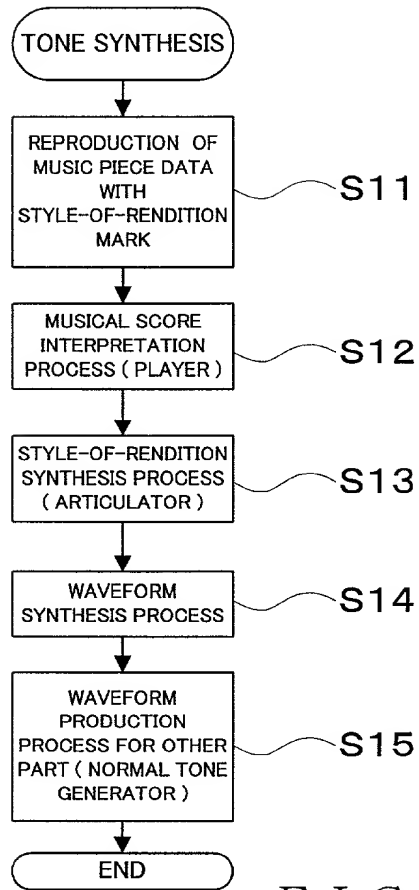 TONE SYNTHESIS
REPRODUCTION OF
MUSIC PIECE DATA
WITH
STYLE-OF-RENDITION
MARK
S11
MUSICAL SCORE
INTERPRETATION
PROCESS ( PLAYER )
S12
STYLE-OF-RENDITION
SYNTHESIS PROCESS
( ARTICULATOR )
S13
WAVEFORM
SYNTHESIS PROCESS
S14
WAVEFORM
PRODUCTION
PROCESS FOR OTHER
PART ( NORMAL TONE
GENERATOR )
S15
END